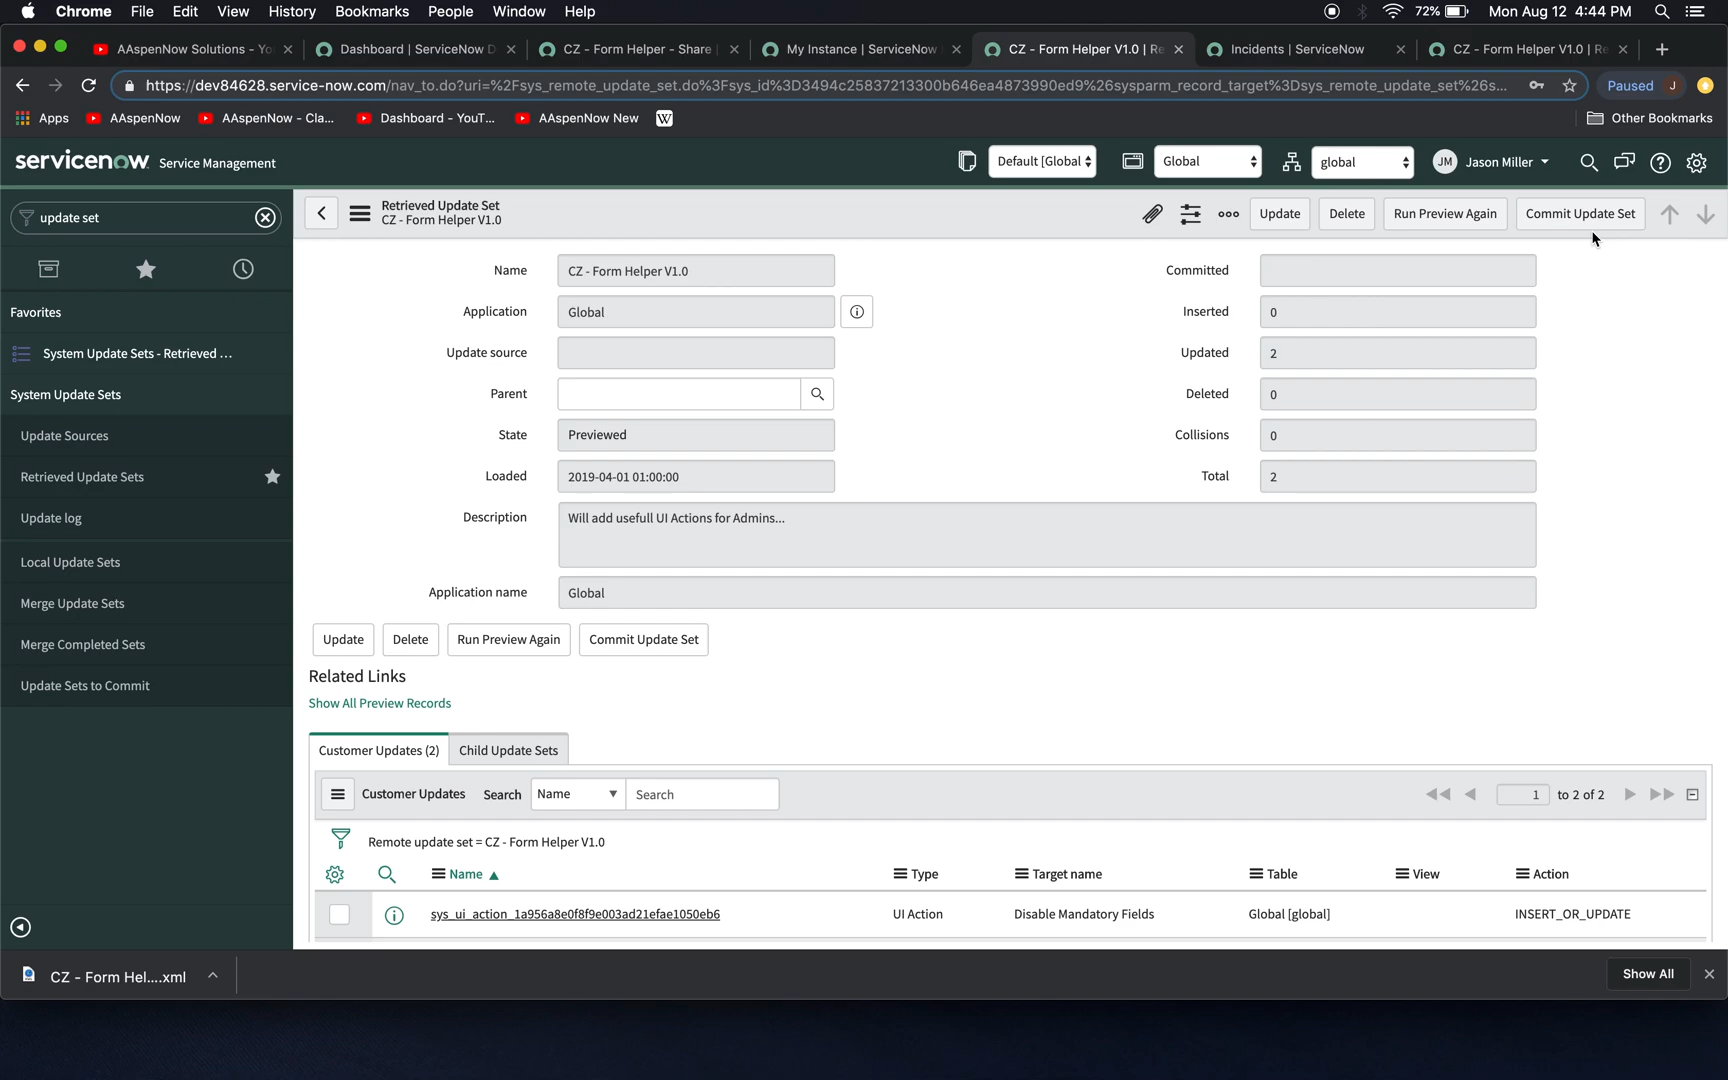 Chrome File Edit View History Bookmarks People Window Help 72% Mon Aug 12 4:44 PM
AAspenNow Solutions - Yo Dashboard | ServiceNow D CZ - Form Helper - Share | My Instance | ServiceNow CZ - Form Helper V1.0 | Re Incidents | ServiceNow CZ - Form Helper V1.0 | Re
https://dev84628.service-now.com/nav_to.do?uri=%2Fsys_remote_update_set.do%3Fsys_id%3D3494c25837213300b646ea4873990ed9%26sysparm_record_target%3Dsys_remote_update_set%26s... Paused J
Apps AAspenNow AAspenNow - Cla... Dashboard - YouT... AAspenNow New W Other Bookmarks
servicenow Service Management Default [Global Global global JM Jason Miller
update set
Retrieved Update Set
CZ - Form Helper V1.0
Update Delete Run Preview Again Commit Update Set
Favorites
System Update Sets - Retrieved ...
System Update Sets
Update Sources
Retrieved Update Sets
Update log
Local Update Sets
Merge Update Sets
Merge Completed Sets
Update Sets to Commit
Name CZ - Form Helper V1.0 Committed
Application Global Inserted 0
Update source Updated 2
Parent Deleted 0
State Previewed Collisions 0
Loaded 2019-04-01 01:00:00 Total 2
Description Will add usefull UI Actions for Admins...
Application name Global
Update Delete Run Preview Again Commit Update Set
Related Links
Show All Preview Records
Customer Updates (2) Child Update Sets
Customer Updates Search Name Search 1 to 2 of 2
Remote update set = CZ - Form Helper V1.0
Name Type Target name Table View Action
sys_ui_action_1a956a8e0f8f9e003ad21efae1050eb6 UI Action Disable Mandatory Fields Global [global] INSERT_OR_UPDATE
CZ - Form Hel....xml Show All